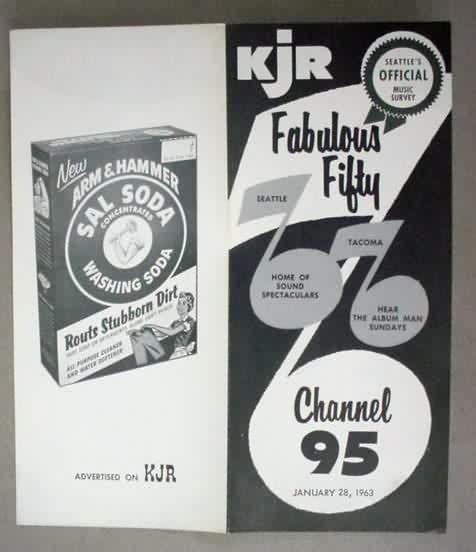 New
ARM & HAMMER
SAL SODA
CONCENTRATED
WASHING SODA
Routs Stubborn Dirt
ALL PURPOSE CLEANER
AND WATER SOFTENER
ADVERTISED ON KJR
KJR
SEATTLE'S
OFFICIAL
MUSIC
SURVEY
Fabulous
Fifty
SEATTLE
HOME OF
SOUND
SPECTACULARS
TACOMA
HEAR
THE ALBUM MAN
SUNDAYS
Channel
95
JANUARY 28, 1963